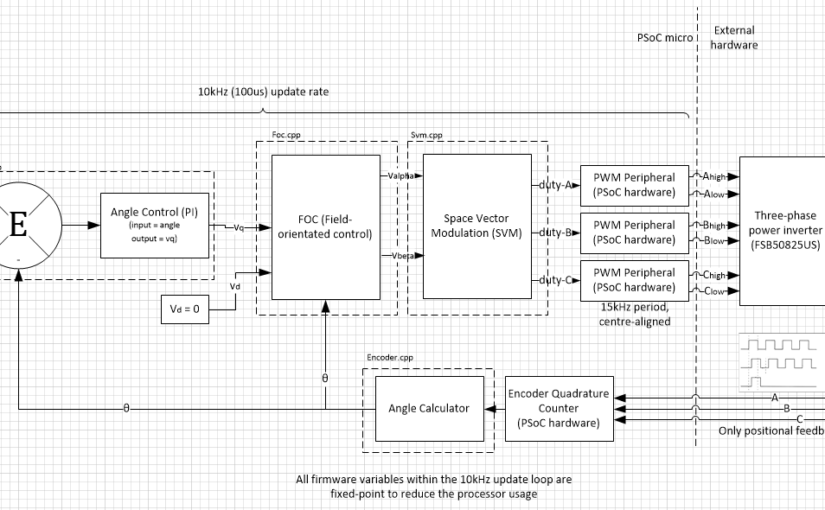 PSoC micro
External
hardware
10kHz (100us) update rate
Foc.cpp
Svm.cpp
E
-
Angle Control (PI)
(input = angle
output = vq)
Vq
Vd
Vd = 0
FOC (Field-
orientated control)
Valpha
Vbeta
Space Vector
Modulation (SVM)
duty-A
duty-B
duty-C
PWM Peripheral
(PSoC hardware)
PWM Peripheral
(PSoC hardware)
PWM Peripheral
(PSoC hardware)
15kHz period,
centre-aligned
Ahigh
Alow
Bhigh
Blow
Chigh
Clow
Three-phase
power inverter
(FSB50825US)
θ
θ
Encoder.cpp
Angle Calculator
Encoder Quadrature
Counter
(PSoC hardware)
A
B
C
Only positional feedb
All firmware variables within the 10kHz update loop are
fixed-point to reduce the processor usage